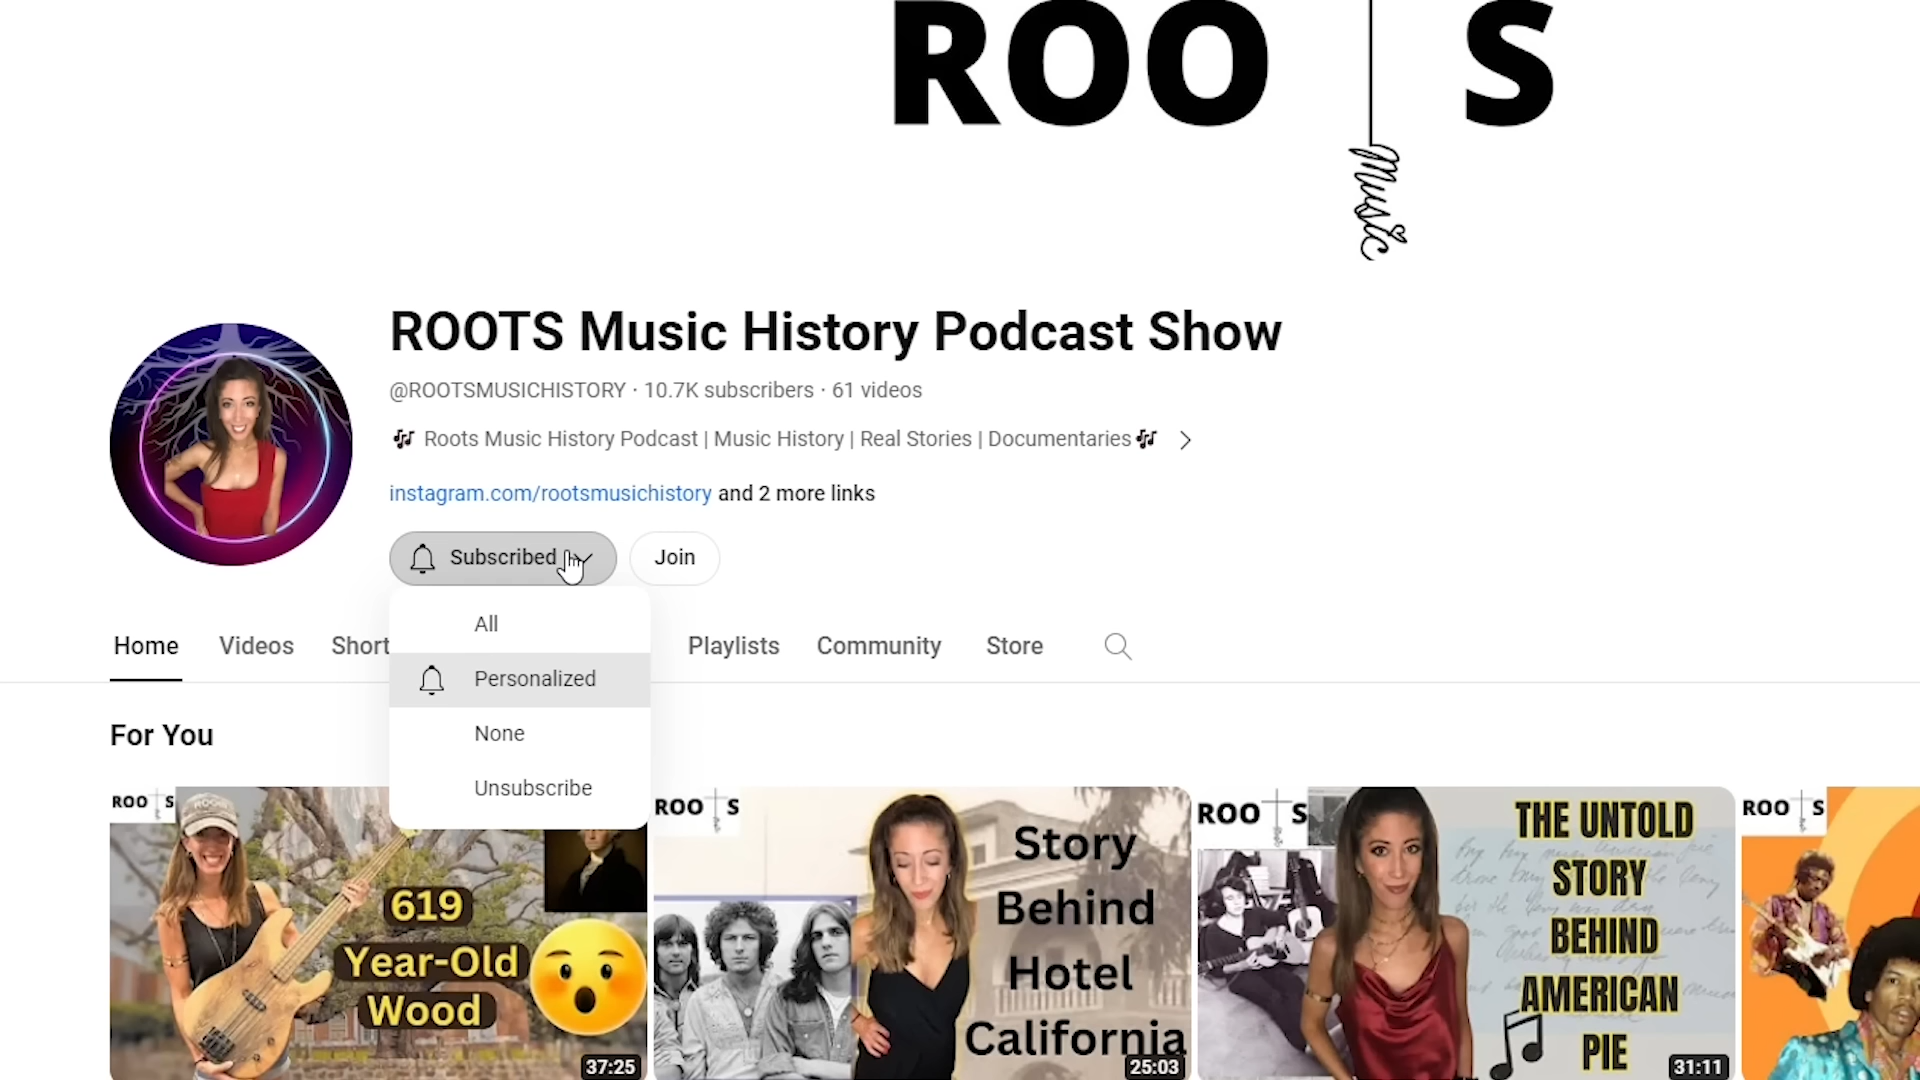 ROO S
Music
ROOTS Music History Podcast Show
@ROOTSMUSICHISTORY · 10.7K subscribers · 61 videos
Roots Music History Podcast | Music History | Real Stories | Documentaries
instagram.com/rootsmusichistory and 2 more links
Subscribed
Join
All
Personalized
None
Unsubscribe
Home
Videos
Short
Playlists
Community
Store
For You
ROO S
619
Year-Old
Wood
37:25
ROO S
Story
Behind
Hotel
California
25:03
ROO S
THE UNTOLD
STORY
BEHIND
AMERICAN
PIE
31:11
ROO S